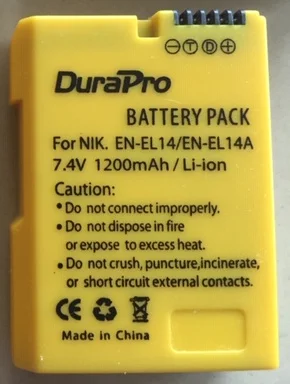 ⊖ T D ⊕
DuraPro
BATTERY PACK
For NIK. EN-EL14/EN-EL14A
7.4V 1200mAh / Li-ion
Caution:
• Do not connect improperly.
• Do not dispose in fire
or expose to excess heat.
• Do not crush, puncture,incinerate,
or short circuit external contacts.
CE
Made in China